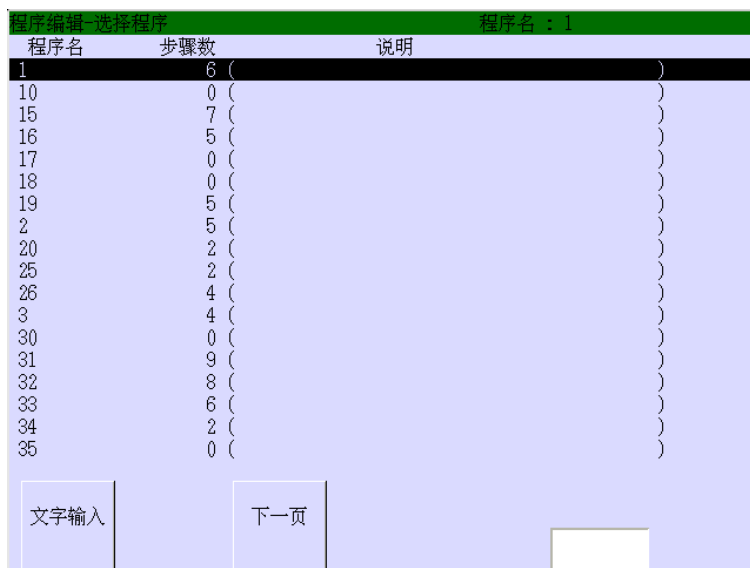 程序编辑-选择程序 程序名 : 1
程序名 步骤数 说明
1 6 ( )
10 0 ( )
15 7 ( )
16 5 ( )
17 0 ( )
18 0 ( )
19 5 ( )
2 5 ( )
20 2 ( )
25 2 ( )
26 4 ( )
3 4 ( )
30 0 ( )
31 9 ( )
32 8 ( )
33 6 ( )
34 2 ( )
35 0 ( )
文字输入 下一页